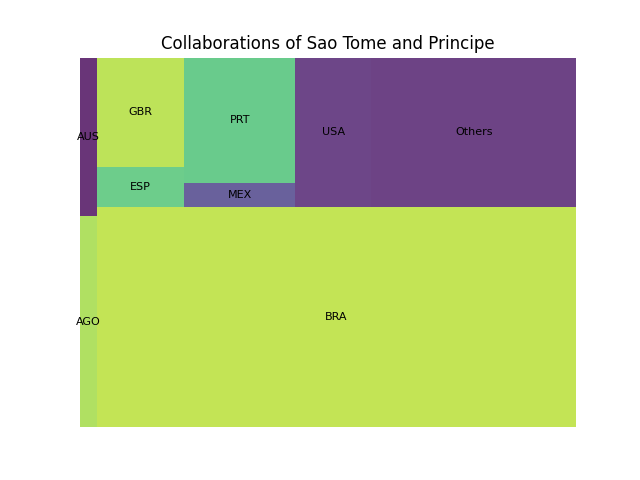 Collaborations of Sao Tome and Principe
GBR
PRT
USA
Others
AUS
ESP
MEX
BRA
AGO